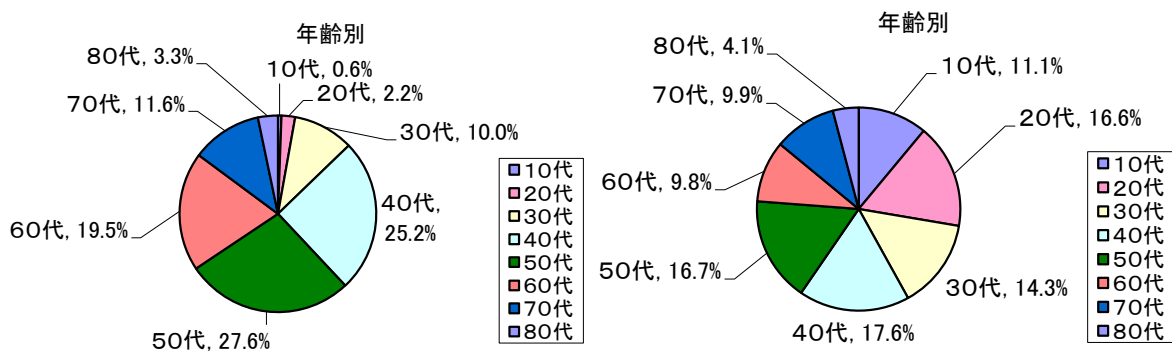 年齢別
80代, 3.3%
10代, 0.6%
20代, 2.2%
70代, 11.6%
30代, 10.0%
40代,
25.2%
60代, 19.5%
50代, 27.6%
10代
20代
30代
40代
50代
60代
70代
80代
年齢別
80代, 4.1%
10代, 11.1%
70代, 9.9%
20代, 16.6%
60代, 9.8%
50代, 16.7%
30代, 14.3%
40代, 17.6%
10代
20代
30代
40代
50代
60代
70代
80代